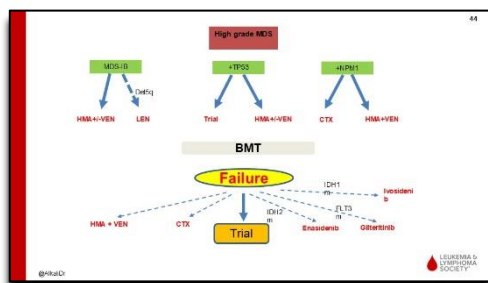 44
High grade MDS
MDS-IB
+TP53
+NPM1
Del5q
HMA+/-VEN
LEN
Trial
HMA+/-VEN
CTX
HMA+VEN
BMT
Failure
IDH1
m
Ivosideni
b
HMA + VEN
CTX
IDH2
m
FLT3
m
Trial
Enasidenib
Gilteritinib
@AlkaliDr
LEUKEMIA &
LYMPHOMA
SOCIETY